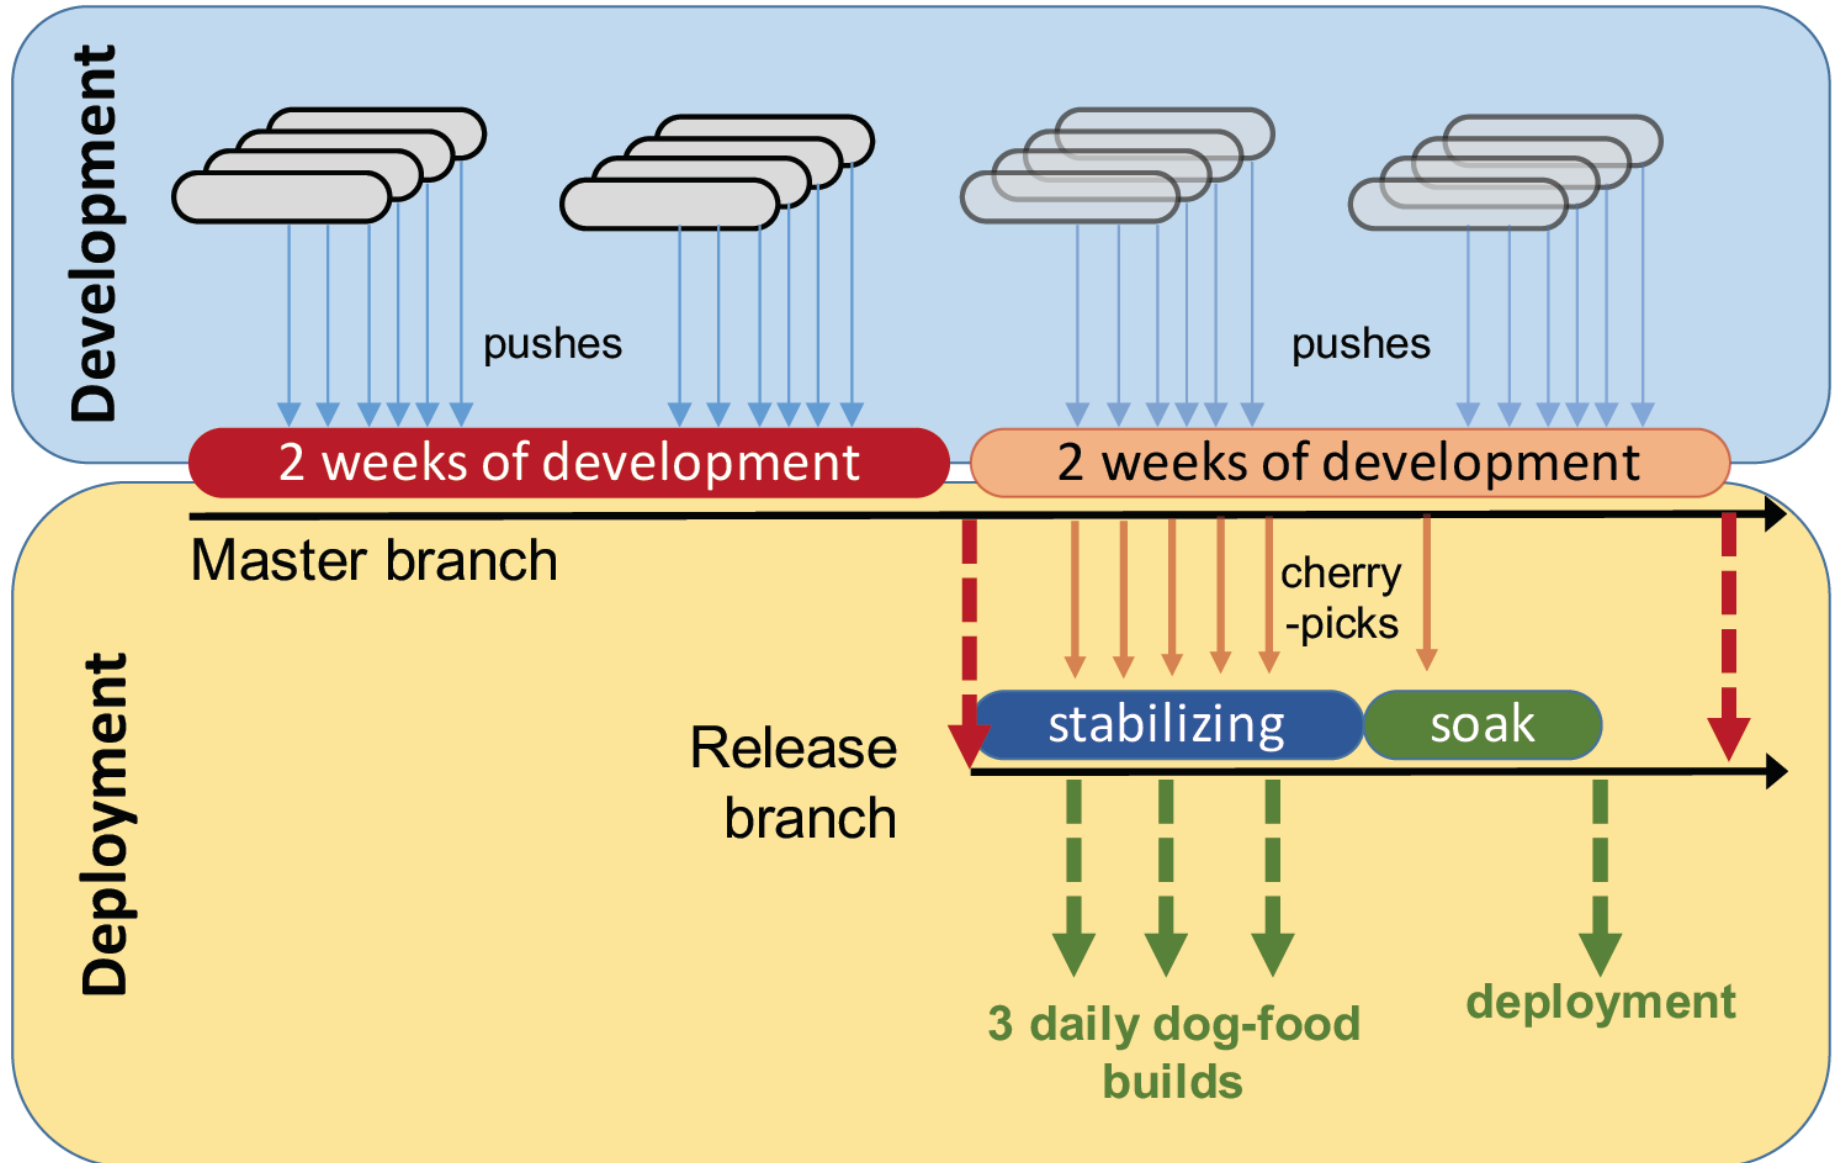 Development
pushes
pushes
2 weeks of development
2 weeks of development
Master branch
cherry
-picks
Deployment
stabilizing
soak
Release
branch
3 daily dog-food
builds
deployment